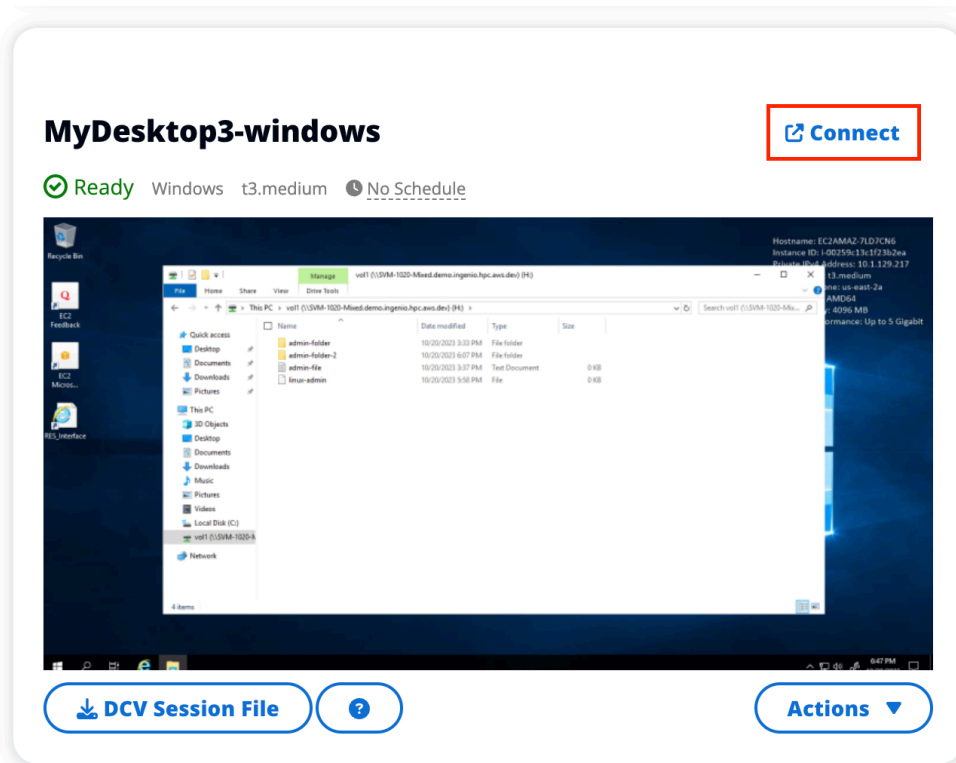 MyDesktop3-windows
Connect
Ready Windows t3.medium No Schedule
Recycle Bin
EC2
Feedback
EC2
Micros...
RES_Interface
Hostname: EC2AMAZ-7LD7CN6
Instance ID: i-00259c13c1f23b2ea
Private IPv4 Address: 10.1.129.217
t3.medium
one: us-east-2a
AMD64
y: 4096 MB
ormance: Up to 5 Gigabit
Manage vol1 (\\SVM-1020-Mixed.demo.ingenio.hpc.aws.dev) (H:)
File Home Share View Drive Tools
This PC › vol1 (\\SVM-1020-Mixed.demo.ingenio.hpc.aws.dev) (H:) ›
Search vol1 (\\SVM-1020-Mix...
Name Date modified Type Size
admin-folder 10/20/2023 3:33 PM File folder
admin-folder-2 10/20/2023 6:07 PM File folder
admin-file 10/20/2023 3:37 PM Text Document 0 KB
linux-admin 10/20/2023 5:58 PM File 0 KB
Quick access
Desktop
Documents
Downloads
Pictures
This PC
3D Objects
Desktop
Documents
Downloads
Music
Pictures
Videos
Local Disk (C:)
vol1 (\\SVM-1020-M
Network
4 items
6:47 PM
DCV Session File
?
Actions